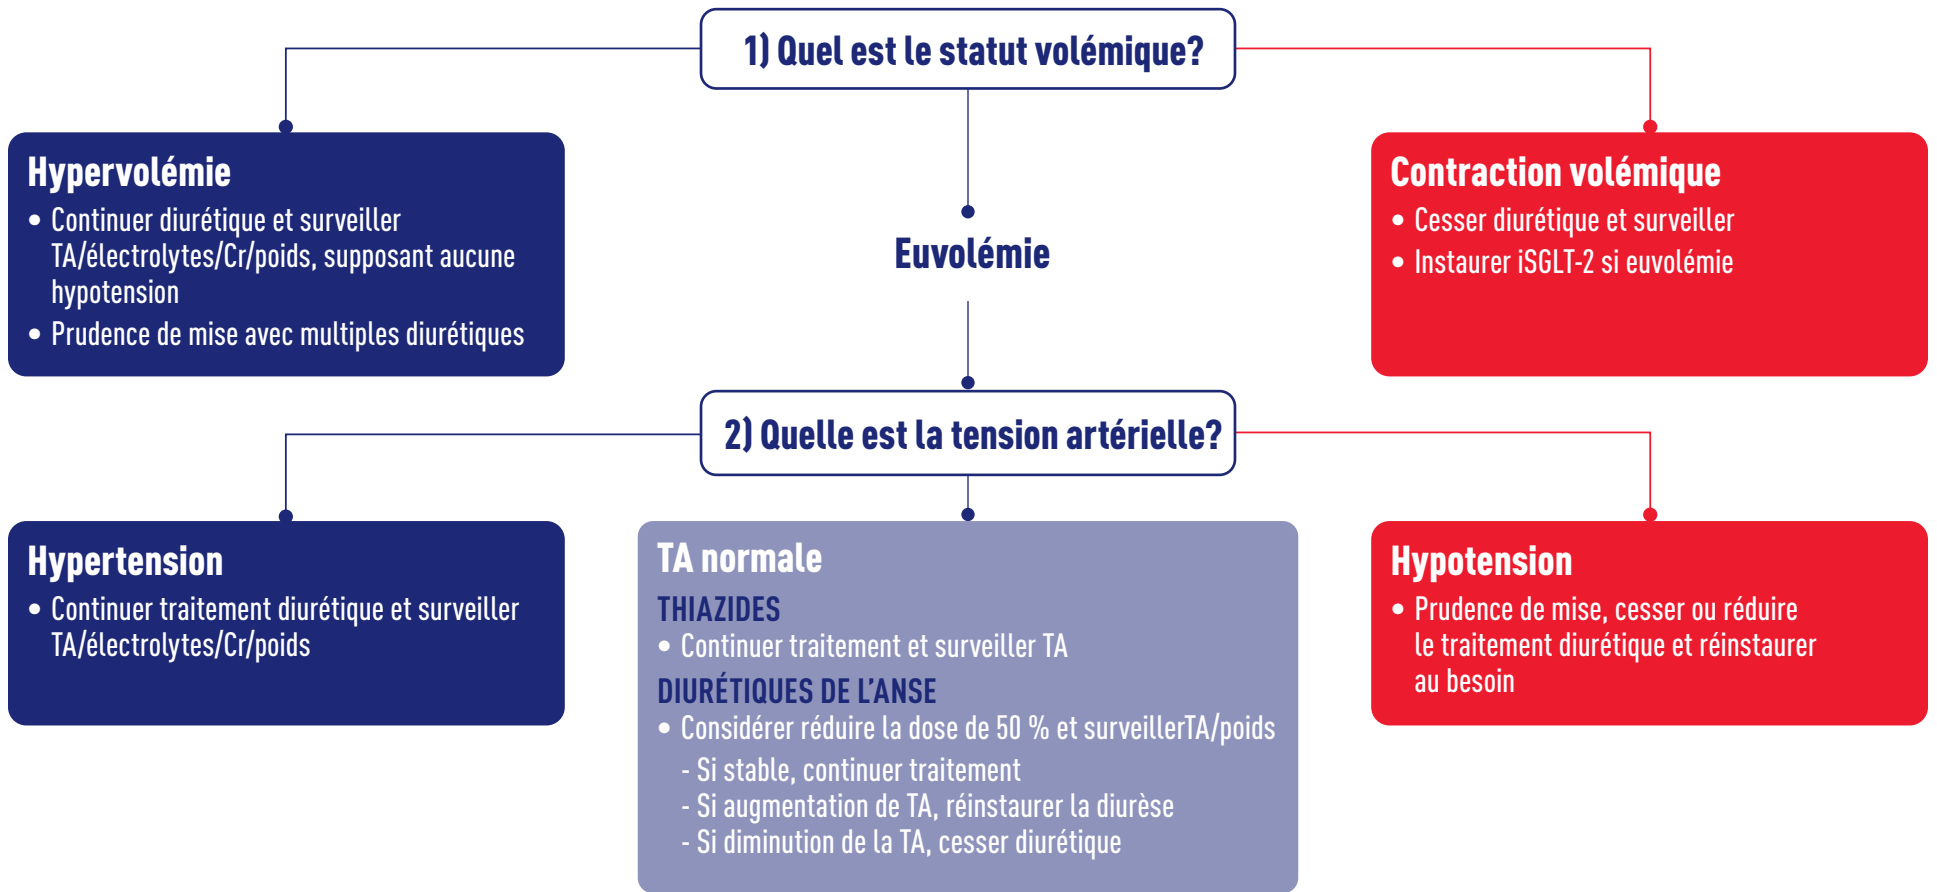 1) Quel est le statut volémique?
Hypervolémie
• Continuer diurétique et surveiller
TA/électrolytes/Cr/poids, supposant aucune
hypotension
• Prudence de mise avec multiples diurétiques
Euvolémie
Contraction volémique
• Cesser diurétique et surveiller
• Instaurer iSGLT-2 si euvolémie
2) Quelle est la tension artérielle?
Hypertension
• Continuer traitement diurétique et surveiller
TA/électrolytes/Cr/poids
TA normale
THIAZIDES
• Continuer traitement et surveiller TA
DIURÉTIQUES DE L'ANSE
• Considérer réduire la dose de 50 % et surveillerTA/poids
- Si stable, continuer traitement
- Si augmentation de TA, réinstaurer la diurèse
- Si diminution de la TA, cesser diurétique
Hypotension
• Prudence de mise, cesser ou réduire
le traitement diurétique et réinstaurer
au besoin